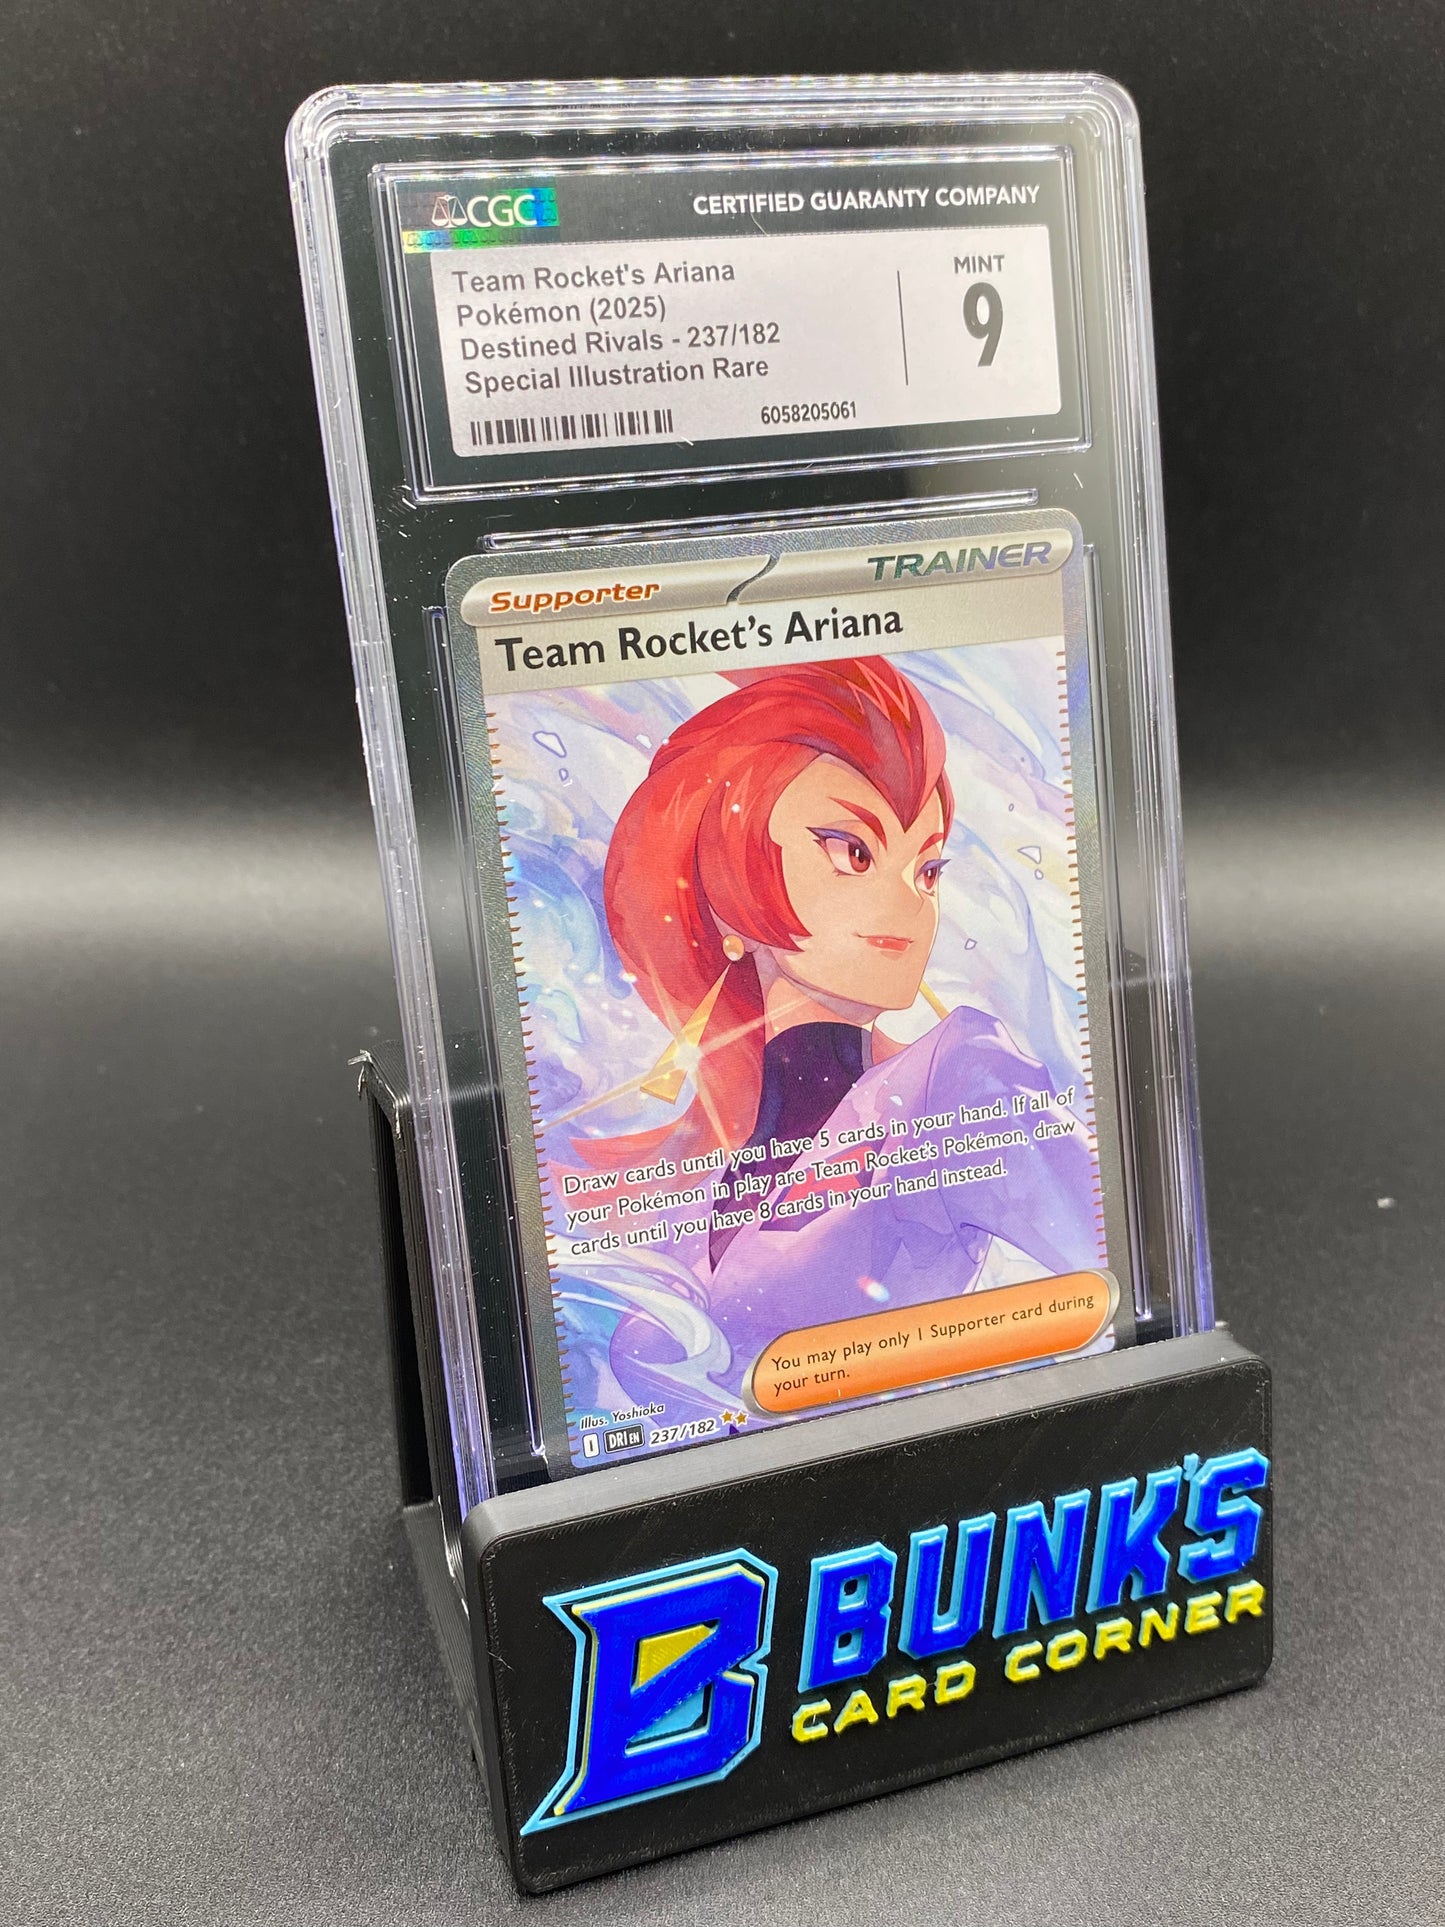 CGC
CERTIFIED GUARANTY COMPANY
Team Rocket's Ariana
Pokémon (2025)
Destined Rivals - 237/182
Special Illustration Rare
6058205061
MINT
9
Supporter
TRAINER
Team Rocket's Ariana
Draw cards until you have 5 cards in your hand. If all of
your Pokémon in play are Team Rocket's Pokémon, draw
cards until you have 8 cards in your hand instead.
You may play only 1 Supporter card during
your turn.
Illus. Yoshioka
I DRI EN 237/182
B
BUNK'S
CARD CORNER